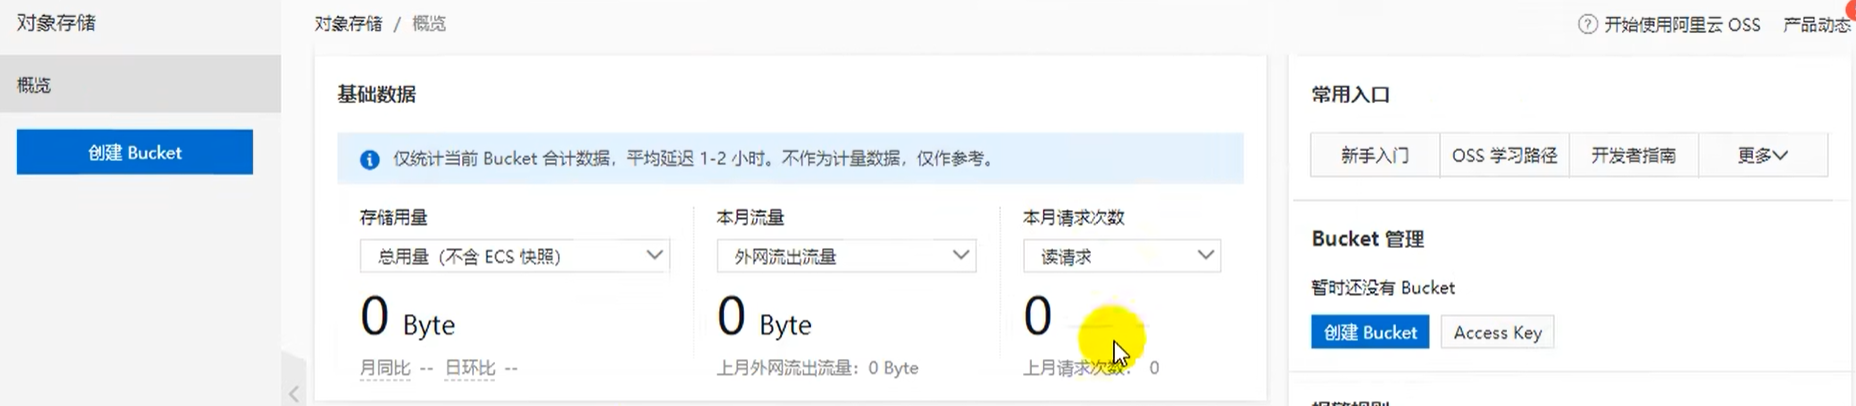 对象存储
概览
创建 Bucket
对象存储 / 概览
开始使用阿里云 OSS 产品动态
基础数据
仅统计当前 Bucket 合计数据，平均延迟 1-2 小时。不作为计量数据，仅作参考。
存储用量 本月流量 本月请求次数
总用量（不含 ECS 快照） 外网流出流量 读请求
0 Byte 0 Byte 0
月同比 -- 日环比 -- 上月外网流出流量：0 Byte 上月请求次数： 0
常用入口
新手入门 OSS 学习路径 开发者指南 更多
Bucket 管理
暂时还没有 Bucket
创建 Bucket Access Key